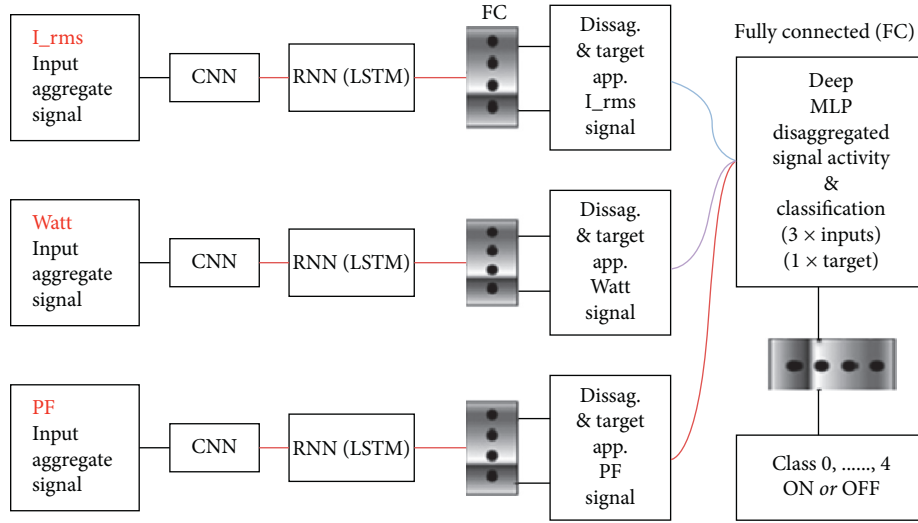 I_rms
Input
aggregate
signal
CNN
RNN (LSTM)
FC
Dissag.
& target
app.
I_rms
signal
Watt
Input
aggregate
signal
CNN
RNN (LSTM)
Dissag.
& target
app.
Watt
signal
PF
Input
aggregate
signal
CNN
RNN (LSTM)
Dissag.
& target
app.
PF
signal
Fully connected (FC)
Deep
MLP
disaggregated
signal activity
&
classification
(3 × inputs)
(1 × target)
Class 0, ......, 4
ON or OFF